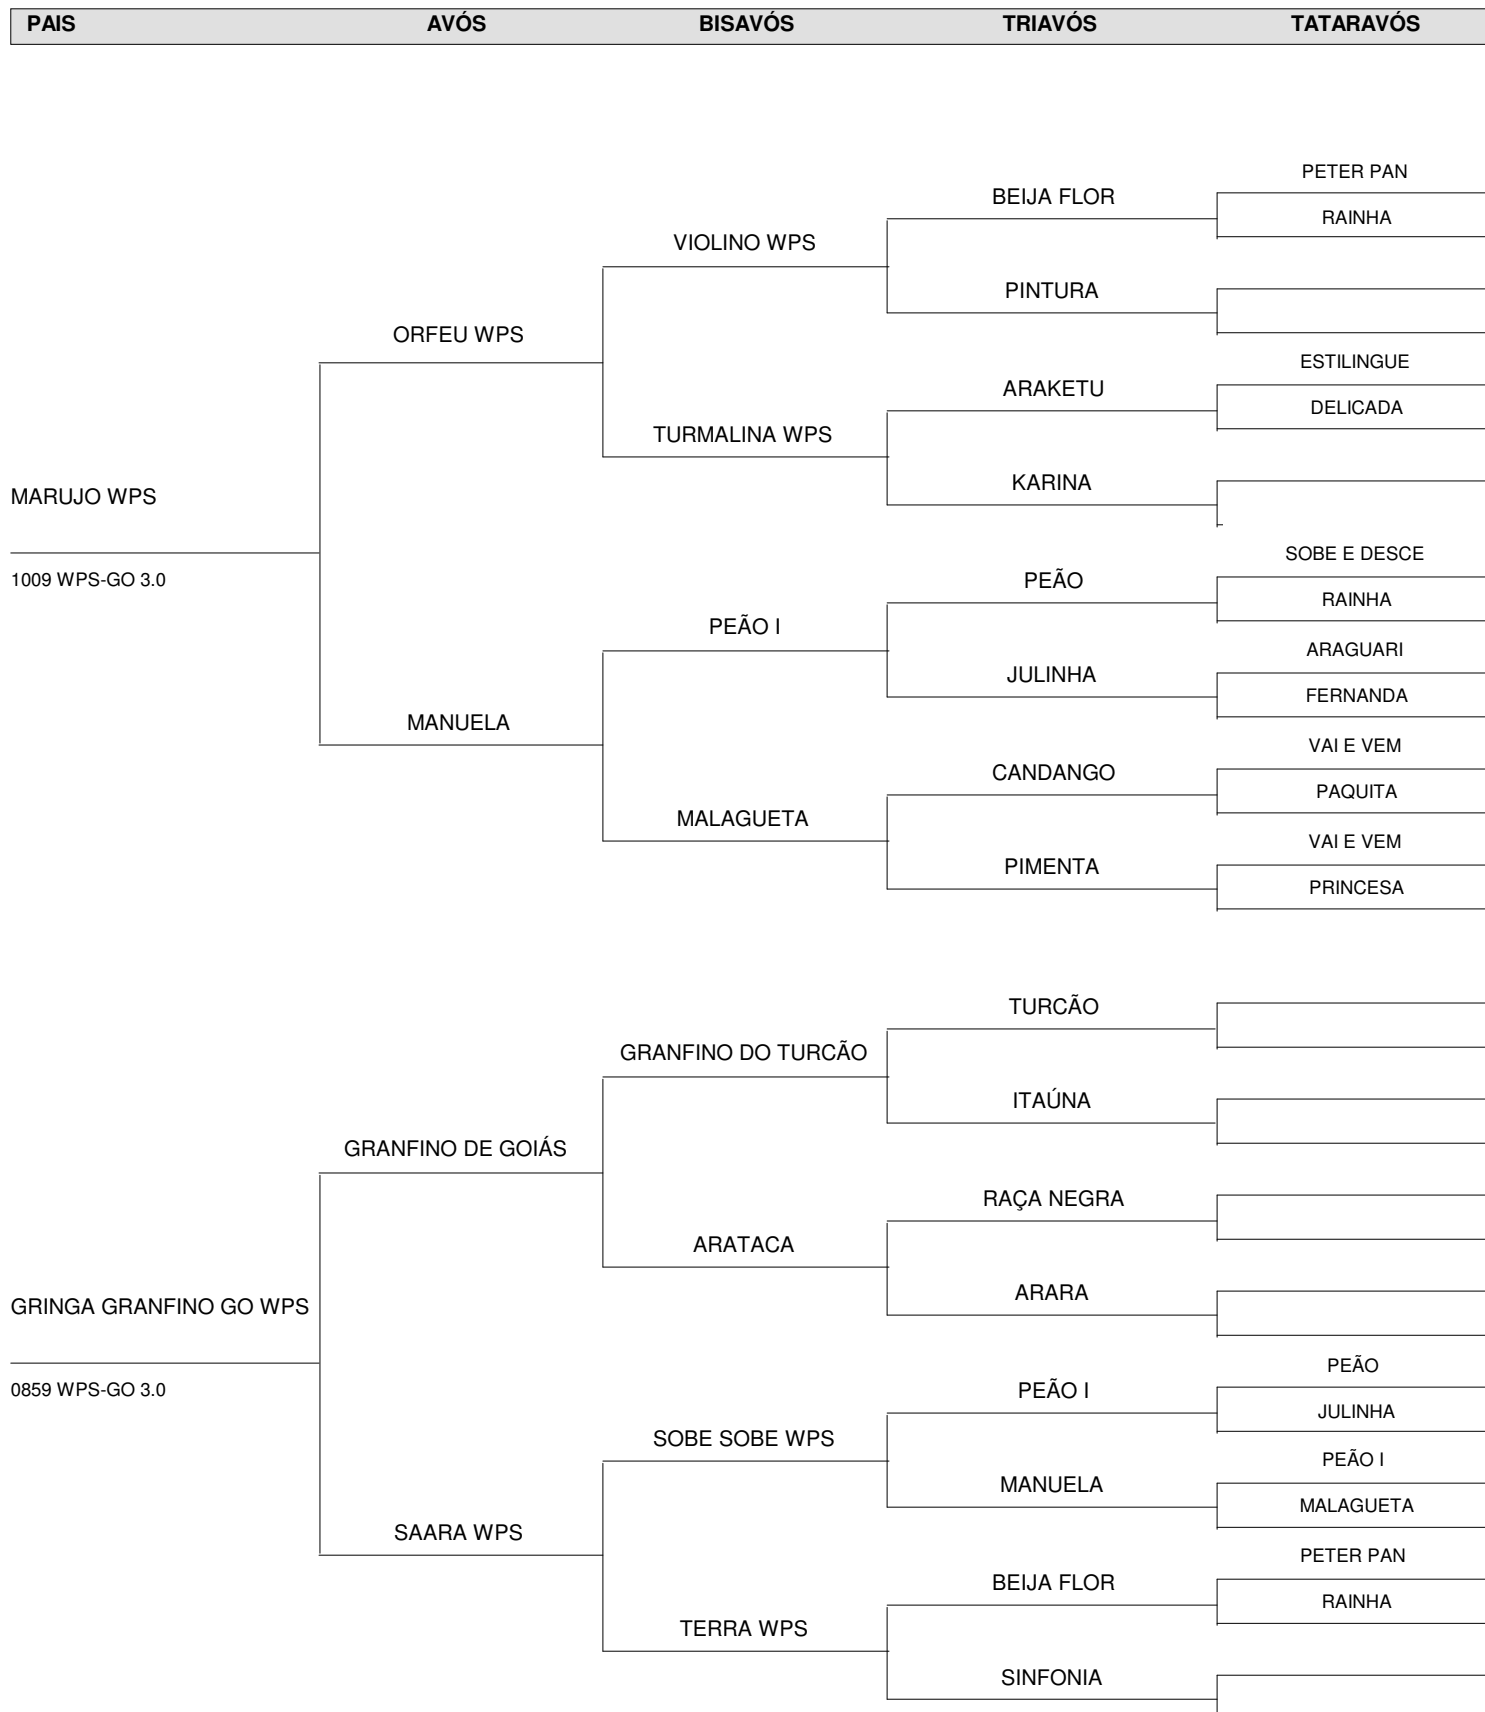 PAIS AVÓS BISAVÓS TRIAVÓS TATARAVÓS
PETER PAN
BEIJA FLOR
RAINHA
VIOLINO WPS
PINTURA
ORFEU WPS
ESTILINGUE
ARAKETU
DELICADA
TURMALINA WPS
KARINA
MARUJO WPS
SOBE E DESCE
1009 WPS-GO 3.0
PEÃO
RAINHA
PEÃO I
ARAGUARI
JULINHA
FERNANDA
MANUELA
VAI E VEM
CANDANGO
PAQUITA
MALAGUETA
VAI E VEM
PIMENTA
PRINCESA
TURCÃO
GRANFINO DO TURCÃO
ITAÚNA
GRANFINO DE GOIÁS
RAÇA NEGRA
ARATACA
ARARA
GRINGA GRANFINO GO WPS
PEÃO
0859 WPS-GO 3.0
PEÃO I
JULINHA
SOBE SOBE WPS
PEÃO I
MANUELA
MALAGUETA
SAARA WPS
PETER PAN
BEIJA FLOR
RAINHA
TERRA WPS
SINFONIA